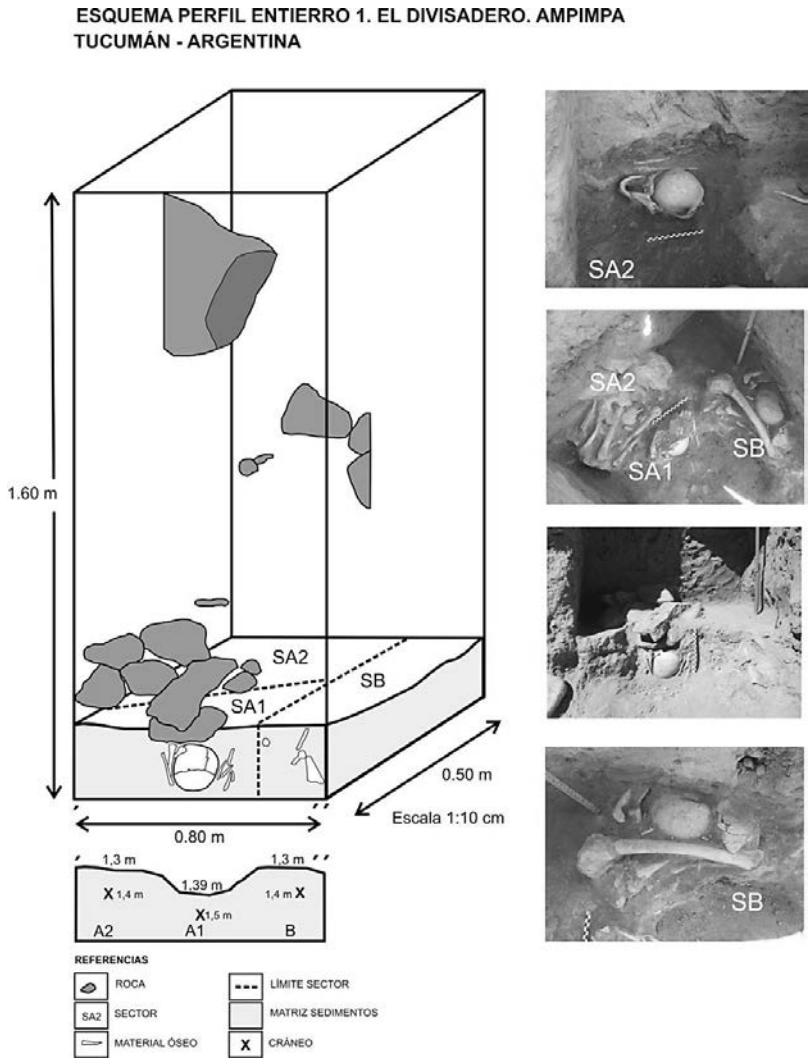 ESQUEMA PERFIL ENTIERRO 1. EL DIVISADERO. AMPIMPA
TUCUMÁN - ARGENTINA
SA2
SA2
SA1
SB
SB
1.60 m
SA2
SB
SA1
0.50 m
0.80 m
Escala 1:10 cm
1,3 m
1,3 m
1,39 m
X 1,4 m
1,4 m X
X 1,5 m
A2
A1
B
REFERENCIAS
ROCA
LÍMITE SECTOR
SA2
SECTOR
MATRIZ SEDIMENTOS
MATERIAL ÓSEO
X
CRÁNEO